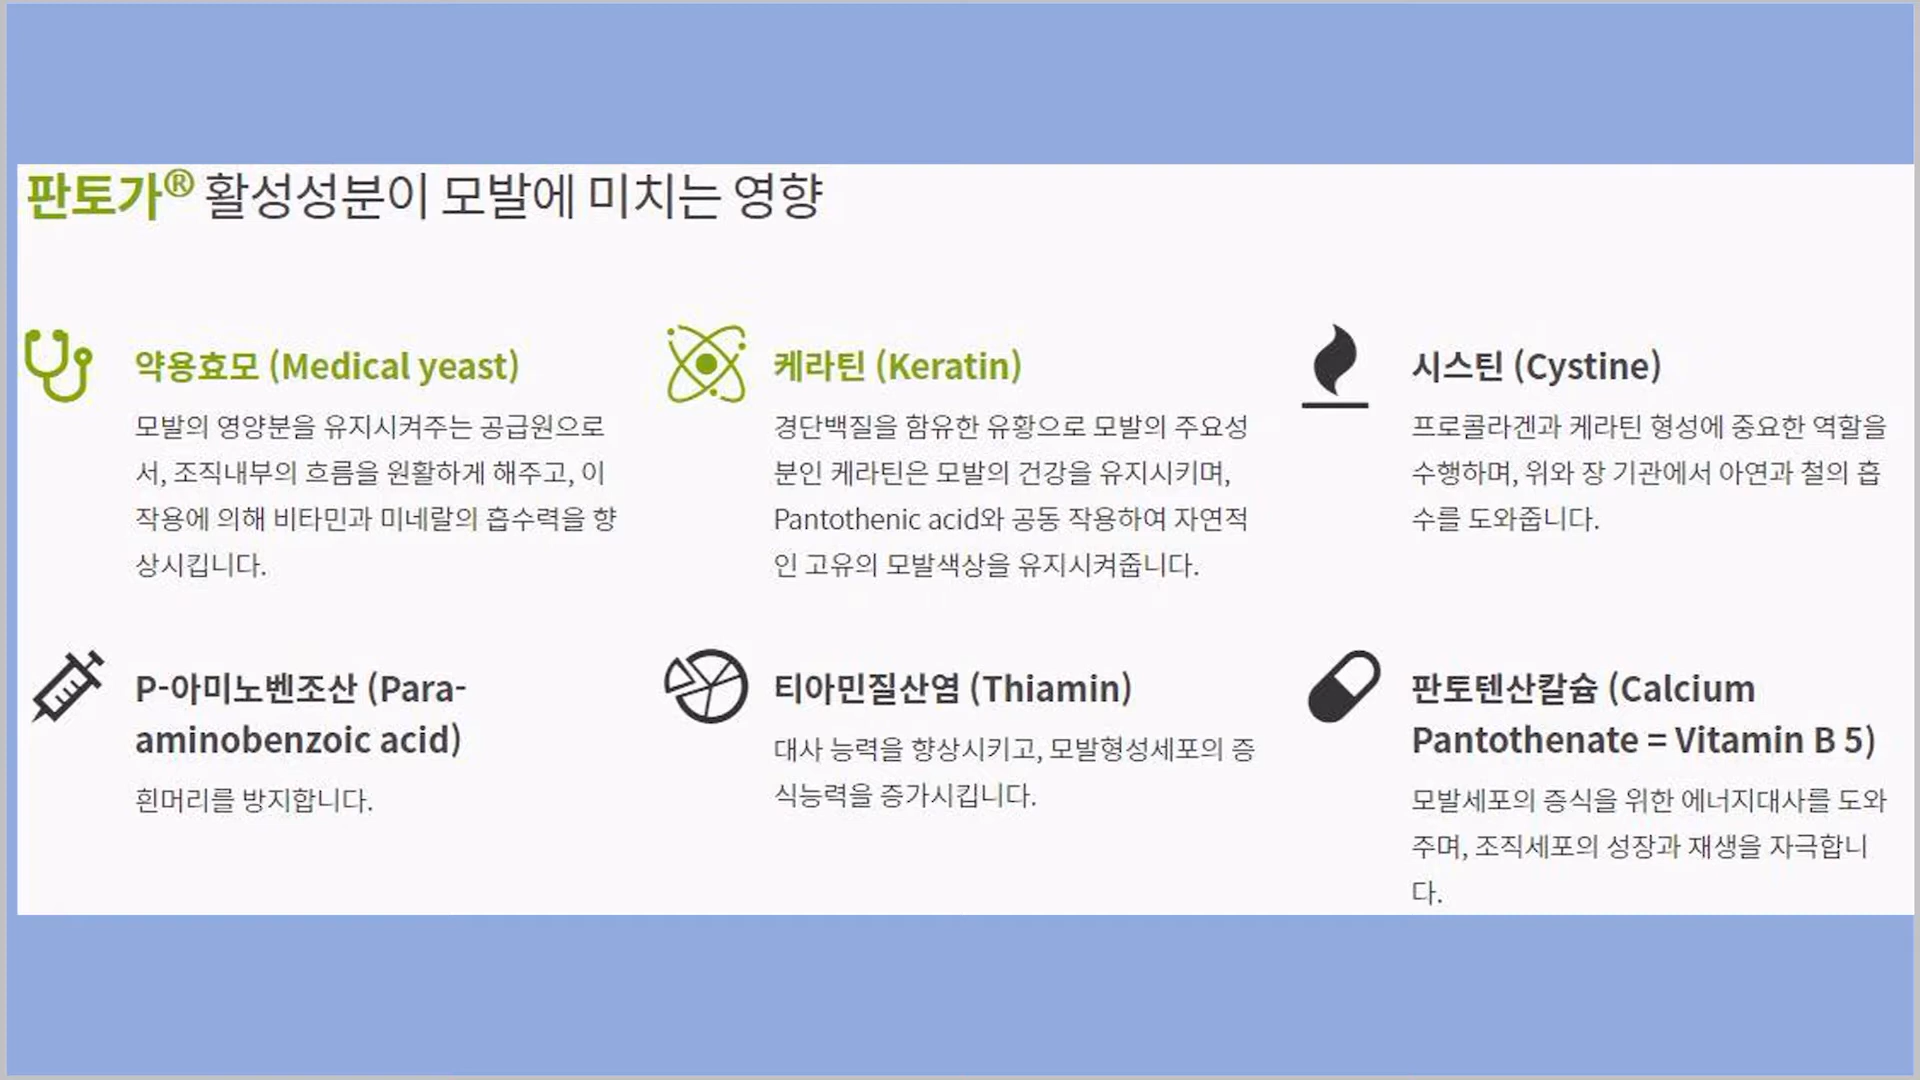 판토가® 활성성분이 모발에 미치는 영향
약용효모 (Medical yeast)
모발의 영양분을 유지시켜주는 공급원으로
서, 조직내부의 흐름을 원활하게 해주고, 이
작용에 의해 비타민과 미네랄의 흡수력을 향
상시킵니다.
케라틴 (Keratin)
경단백질을 함유한 유황으로 모발의 주요성
분인 케라틴은 모발의 건강을 유지시키며,
Pantothenic acid와 공동 작용하여 자연적
인 고유의 모발색상을 유지시켜줍니다.
시스틴 (Cystine)
프로콜라겐과 케라틴 형성에 중요한 역할을
수행하며, 위와 장 기관에서 아연과 철의 흡
수를 도와줍니다.
P-아미노벤조산 (Para-
aminobenzoic acid)
흰머리를 방지합니다.
티아민질산염 (Thiamin)
대사 능력을 향상시키고, 모발형성세포의 증
식능력을 증가시킵니다.
판토텐산칼슘 (Calcium
Pantothenate = Vitamin B 5)
모발세포의 증식을 위한 에너지대사를 도와
주며, 조직세포의 성장과 재생을 자극합니
다.